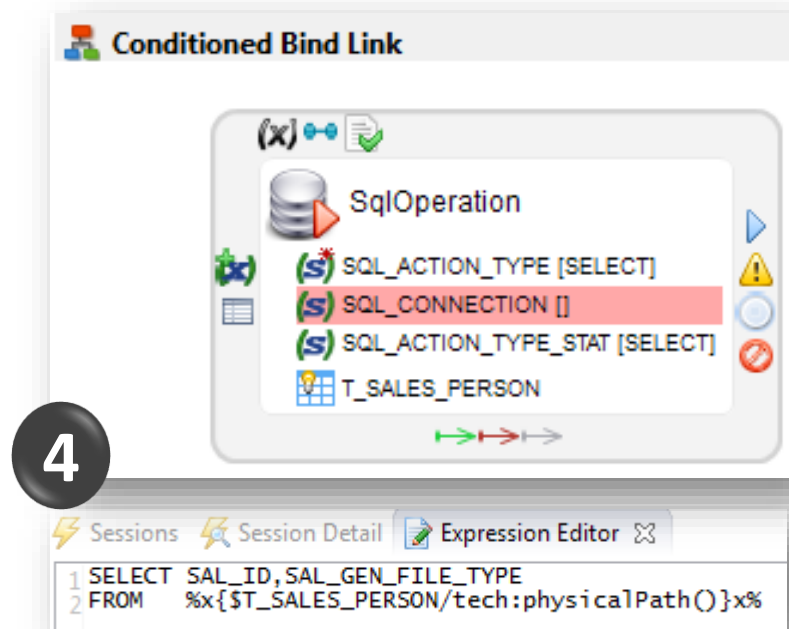 Conditioned Bind Link
(x)
SqlOperation
(x)
(s) SQL_ACTION_TYPE [SELECT]
(s) SQL_CONNECTION []
(s) SQL_ACTION_TYPE_STAT [SELECT]
T_SALES_PERSON
4
Sessions Session Detail Expression Editor
1 SELECT SAL_ID,SAL_GEN_FILE_TYPE
2 FROM %x{$T_SALES_PERSON/tech:physicalPath()}x%